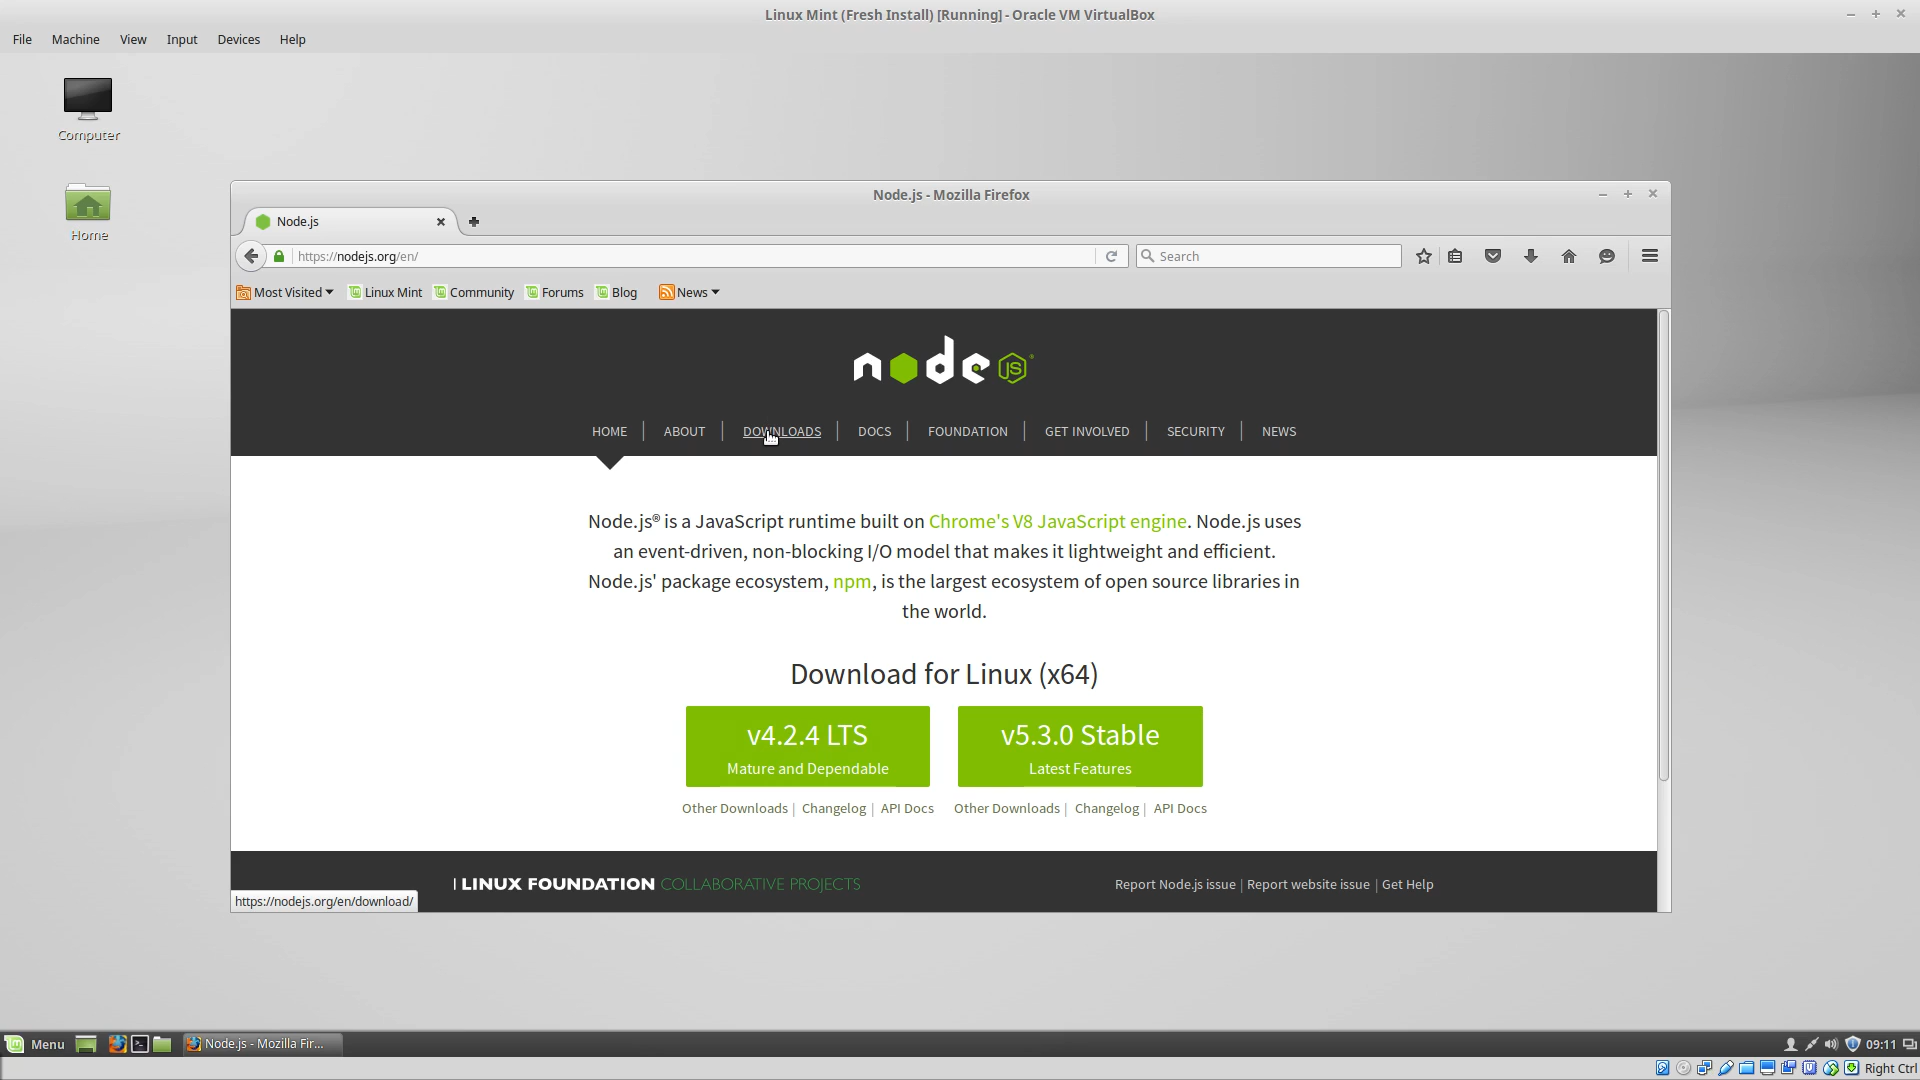 Linux Mint (Fresh Install) [Running] - Oracle VM VirtualBox
File Machine View Input Devices Help
Computer
Home
Node.js - Mozilla Firefox
Node.js
https://nodejs.org/en/
Search
Most Visited Linux Mint Community Forums Blog News
node JS
HOME ABOUT DOWNLOADS DOCS FOUNDATION GET INVOLVED SECURITY NEWS
Node.js® is a JavaScript runtime built on Chrome's V8 JavaScript engine. Node.js uses
an event-driven, non-blocking I/O model that makes it lightweight and efficient.
Node.js' package ecosystem, npm, is the largest ecosystem of open source libraries in
the world.
Download for Linux (x64)
v4.2.4 LTS
Mature and Dependable
v5.3.0 Stable
Latest Features
Other Downloads | Changelog | API Docs
Other Downloads | Changelog | API Docs
LINUX FOUNDATION COLLABORATIVE PROJECTS
Report Node.js issue | Report website issue | Get Help
https://nodejs.org/en/download/
Menu
Node.js - Mozilla Fir...
09:11
Right Ctrl